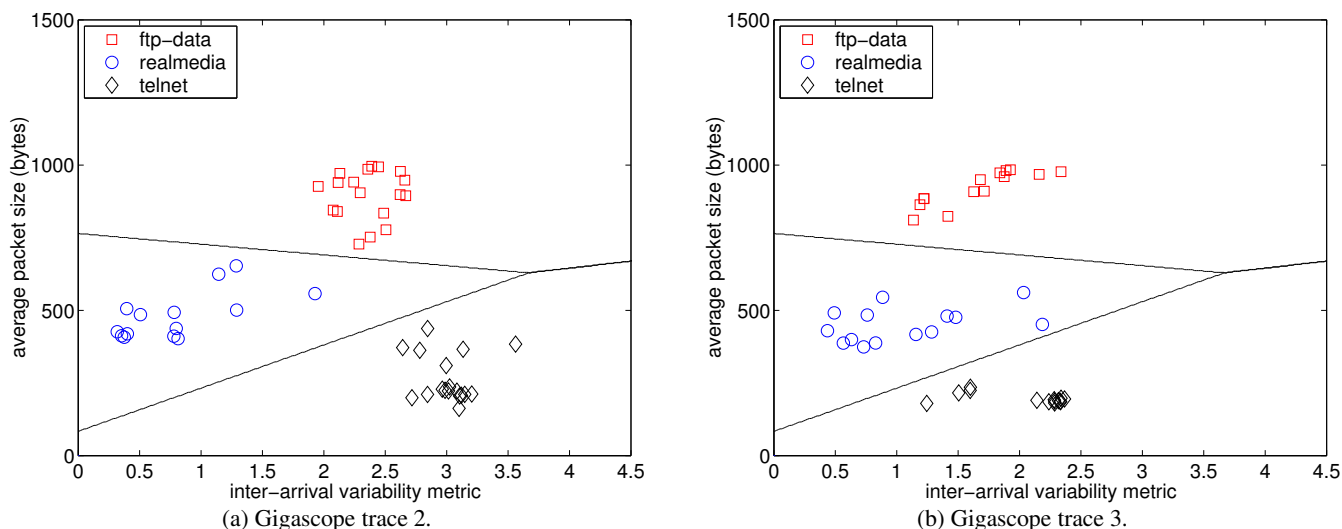 1500
1000
500
0
average packet size (bytes)
ftp−data
realmedia
telnet
0 0.5 1 1.5 2 2.5 3 3.5 4 4.5
inter−arrival variability metric
(a) Gigascope trace 2.
1500
1000
500
0
average packet size (bytes)
ftp−data
realmedia
telnet
0 0.5 1 1.5 2 2.5 3 3.5 4 4.5
inter−arrival variability metric
(b) Gigascope trace 3.